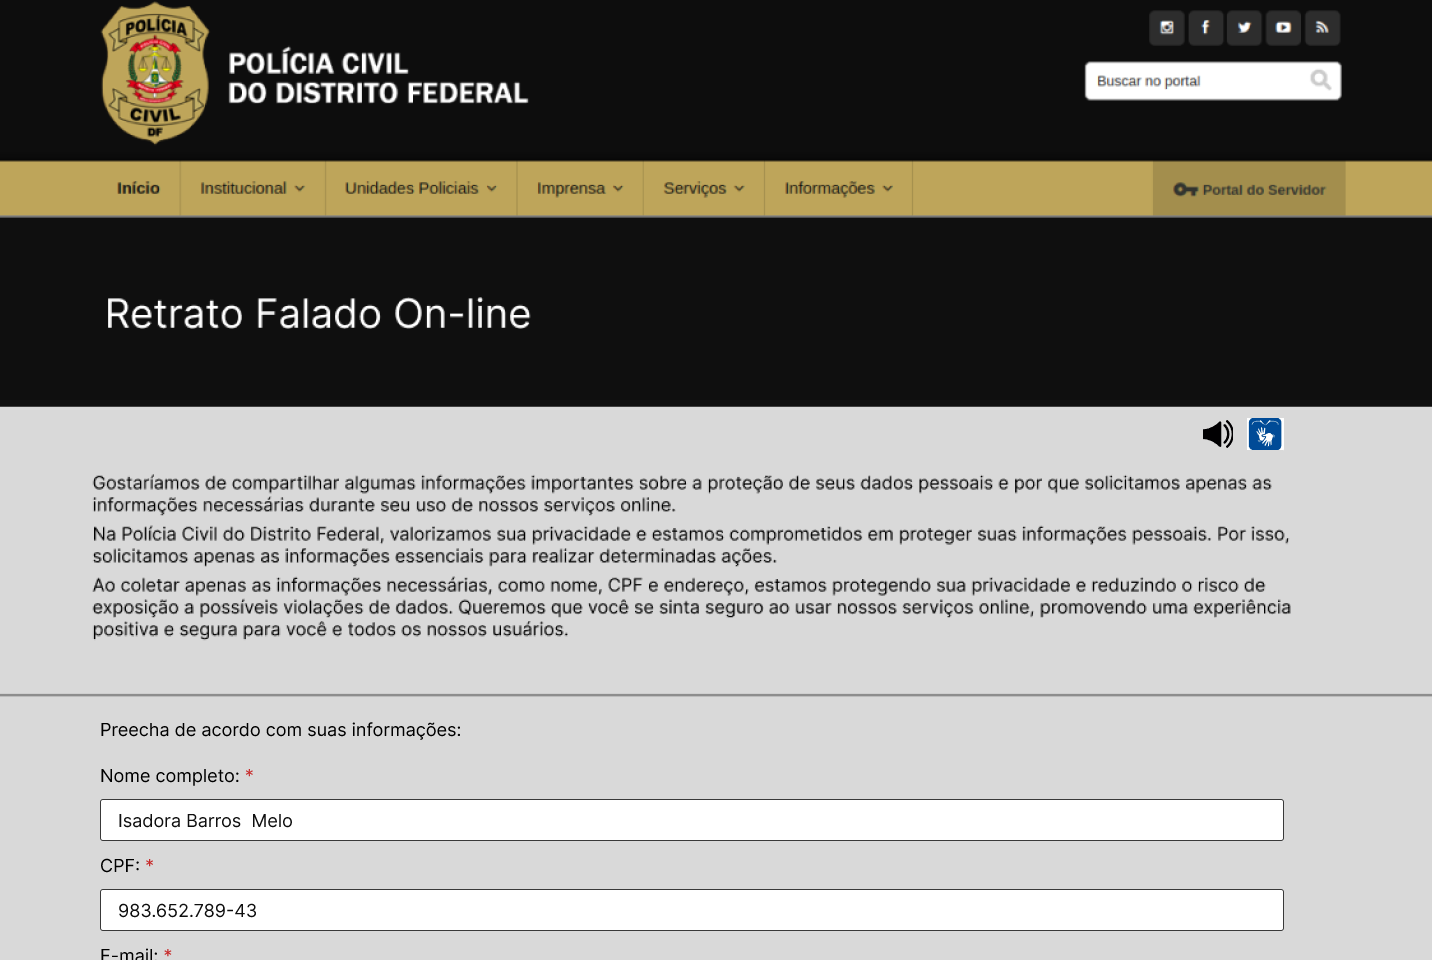 POLÍCIA
CIVIL
DF
POLÍCIA CIVIL
DO DISTRITO FEDERAL
Buscar no portal
Início
Institucional
Unidades Policiais
Imprensa
Serviços
Informações
Portal do Servidor
Retrato Falado On-line
Gostaríamos de compartilhar algumas informações importantes sobre a proteção de seus dados pessoais e por que solicitamos apenas as
informações necessárias durante seu uso de nossos serviços online.
Na Polícia Civil do Distrito Federal, valorizamos sua privacidade e estamos comprometidos em proteger suas informações pessoais. Por isso,
solicitamos apenas as informações essenciais para realizar determinadas ações.
Ao coletar apenas as informações necessárias, como nome, CPF e endereço, estamos protegendo sua privacidade e reduzindo o risco de
exposição a possíveis violações de dados. Queremos que você se sinta seguro ao usar nossos serviços online, promovendo uma experiência
positiva e segura para você e todos os nossos usuários.
Preecha de acordo com suas informações:
Nome completo: *
Isadora Barros  Melo
CPF: *
983.652.789-43
E-mail: *